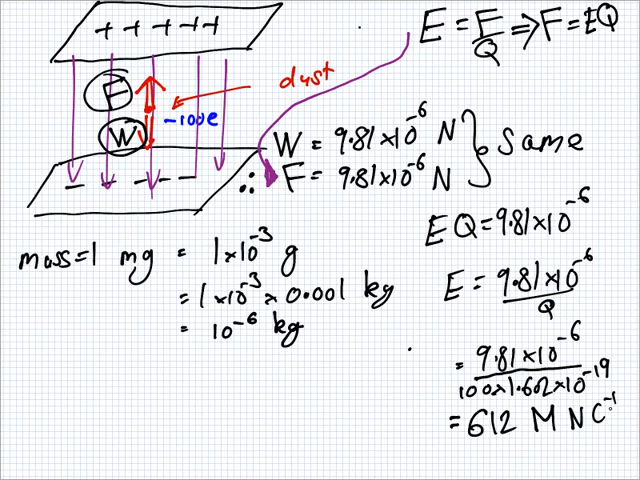 + + + + + +
E = F/Q ⇒ F = EQ
F
dust
-100e
W
W = 9.81×10⁻⁶ N
∴ F = 9.81×10⁻⁶ N } Same
- - - - -
mass = 1 mg = 1×10⁻³ g
= 1×10⁻³ × 0.001 kg
= 10⁻⁶ kg
EQ = 9.81×10⁻⁶
E = 9.81×10⁻⁶/Q
= 9.81×10⁻⁶/100×1.602×10⁻¹⁹
= 612 M N C⁻¹